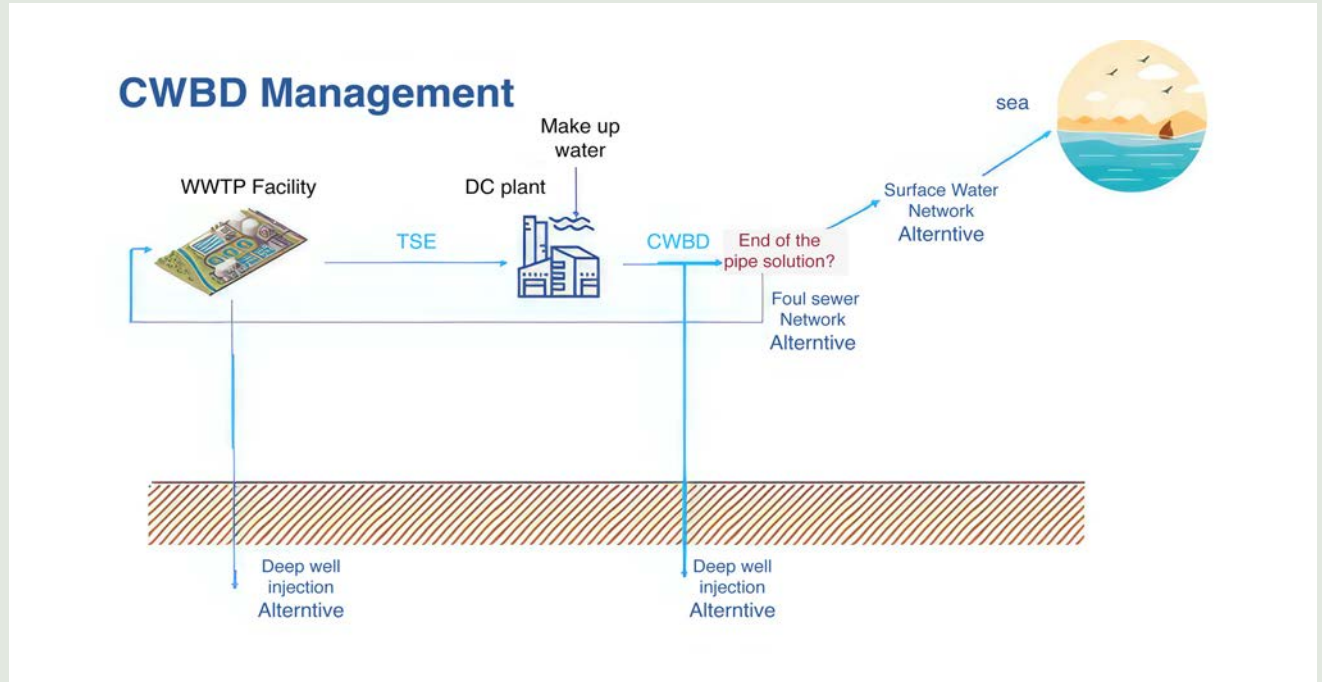 CWBD Management
sea
Make up
water
WWTP Facility
DC plant
Surface Water
Network
Alterntive
TSE
CWBD
End of the
pipe solution?
Foul sewer
Network
Alterntive
Deep well
injection
Alterntive
Deep well
injection
Alterntive